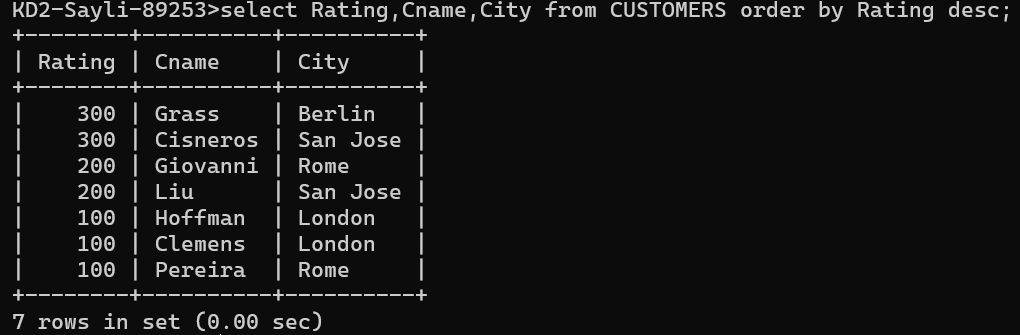 KD2-Sayli-89253>select Rating,Cname,City from CUSTOMERS order by Rating desc;
+--------+----------+----------+
| Rating | Cname    | City     |
+--------+----------+----------+
|    300 | Grass    | Berlin   |
|    300 | Cisneros | San Jose |
|    200 | Giovanni | Rome     |
|    200 | Liu      | San Jose |
|    100 | Hoffman  | London   |
|    100 | Clemens  | London   |
|    100 | Pereira  | Rome     |
+--------+----------+----------+
7 rows in set (0.00 sec)